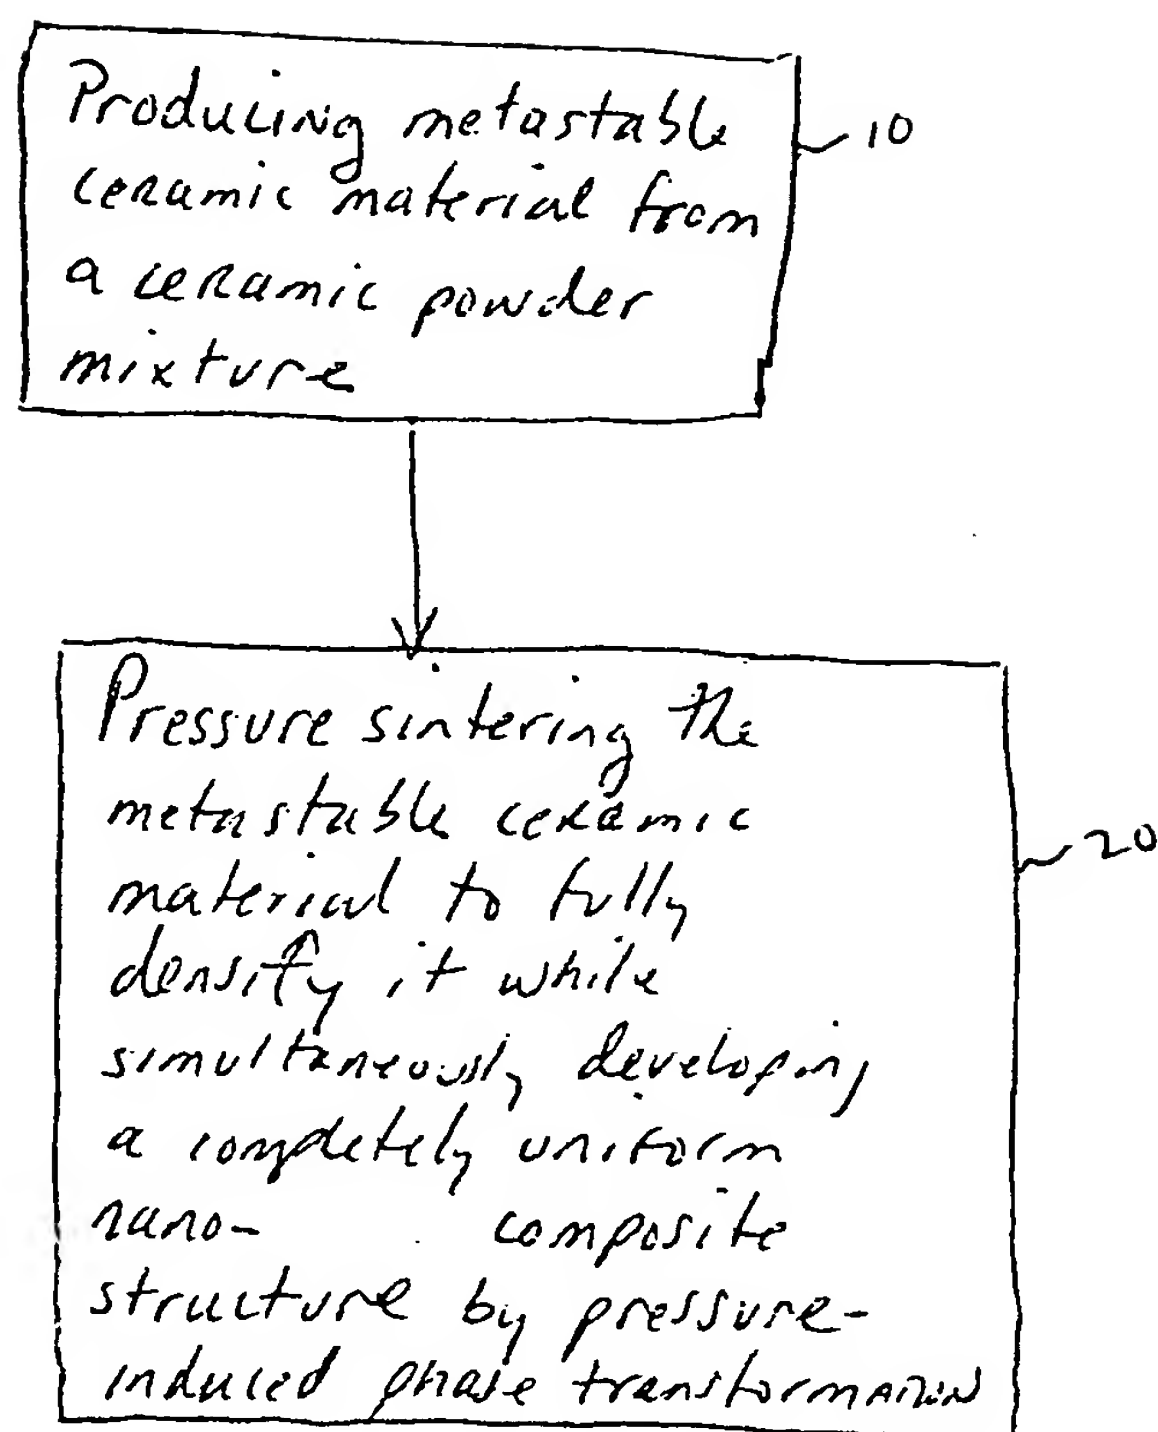 Producing metastable
10
ceramic material from
a ceramic powder
mixture
Pressure sintering the
metastable ceramic
20
material to fully
densify it while
simultaneously developing
a completely uniform
nano- composite
structure by pressure-
induced phase transformation